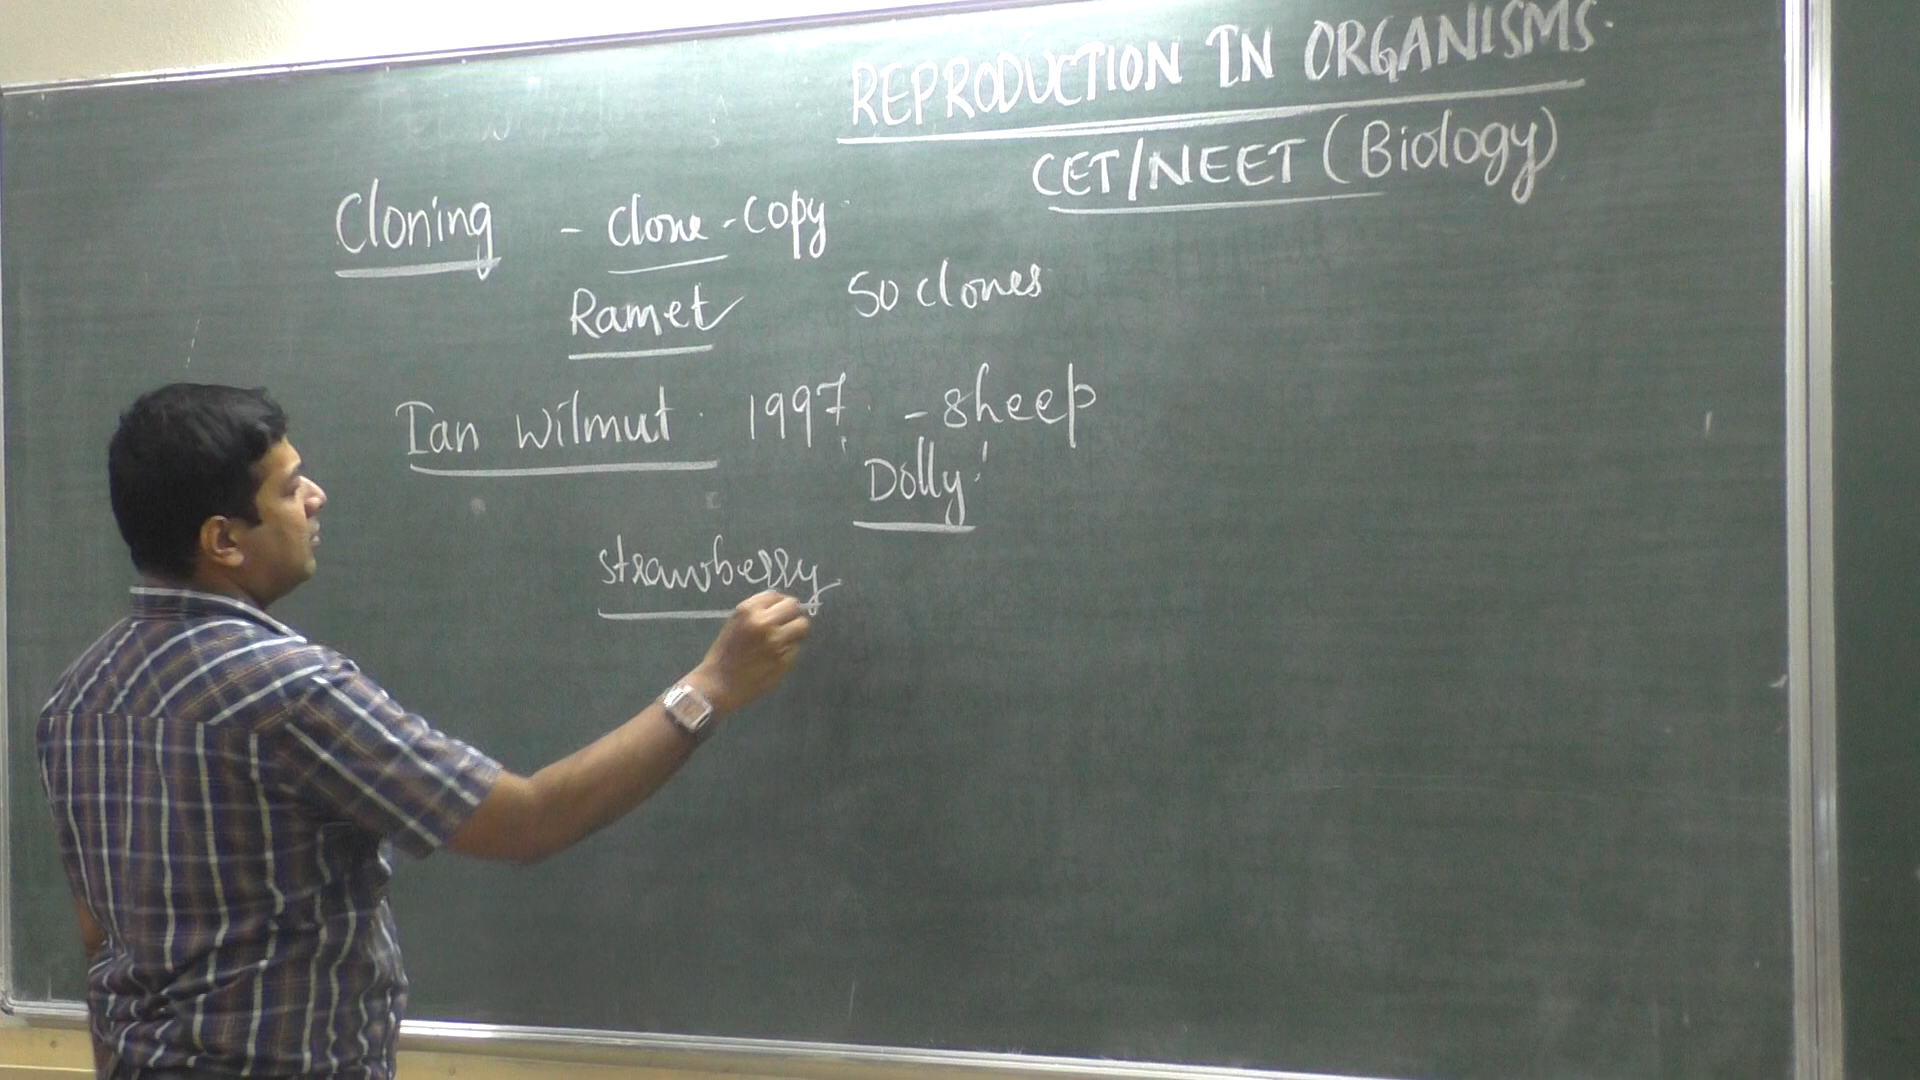 REPRODUCTION IN ORGANISMS.
CET/NEET (Biology)
Cloning - Clone - Copy
Ramet 50 clones
Ian Wilmut 1997 - Sheep
'Dolly'
strawberry